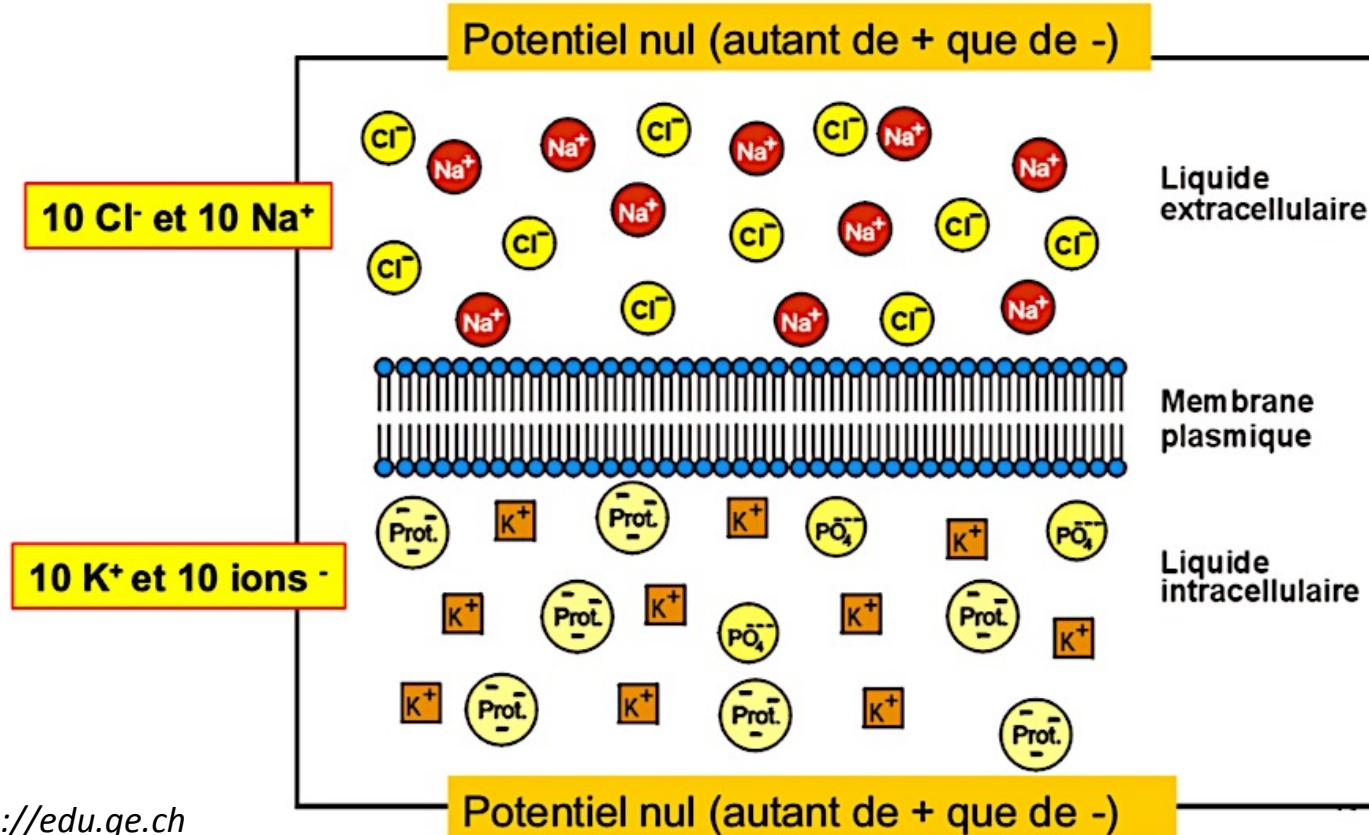 Potentiel nul (autant de + que de -)
Cl⁻
Na⁺
Na⁺
Cl⁻
Na⁺
Cl⁻
Na⁺
Na⁺
Liquide
extracellulaire
10 Cl⁻ et 10 Na⁺
Na⁺
Cl⁻
Cl⁻
Na⁺
Cl⁻
Cl⁻
Cl⁻
Na⁺
Cl⁻
Na⁺
Cl⁻
Na⁺
Membrane
plasmique
Prot.
K⁺
Prot.
K⁺
PO₄⁻⁻⁻
K⁺
PO₄⁻⁻⁻
Liquide
intracellulaire
10 K⁺ et 10 ions ⁻
K⁺
Prot.
K⁺
PO₄⁻⁻⁻
K⁺
Prot.
K⁺
K⁺
Prot.
K⁺
Prot.
K⁺
Prot.
Potentiel nul (autant de + que de -)
://edu.ge.ch